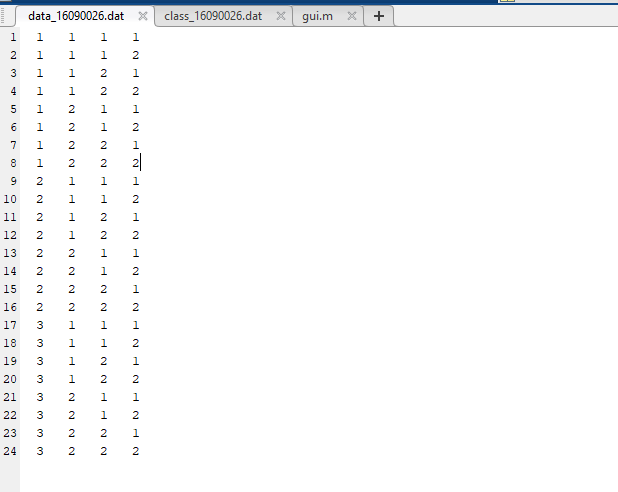 data_16090026.dat class_16090026.dat gui.m
1 1 1 1 1
2 1 1 1 2
3 1 1 2 1
4 1 1 2 2
5 1 2 1 1
6 1 2 1 2
7 1 2 2 1
8 1 2 2 2
9 2 1 1 1
10 2 1 1 2
11 2 1 2 1
12 2 1 2 2
13 2 2 1 1
14 2 2 1 2
15 2 2 2 1
16 2 2 2 2
17 3 1 1 1
18 3 1 1 2
19 3 1 2 1
20 3 1 2 2
21 3 2 1 1
22 3 2 1 2
23 3 2 2 1
24 3 2 2 2